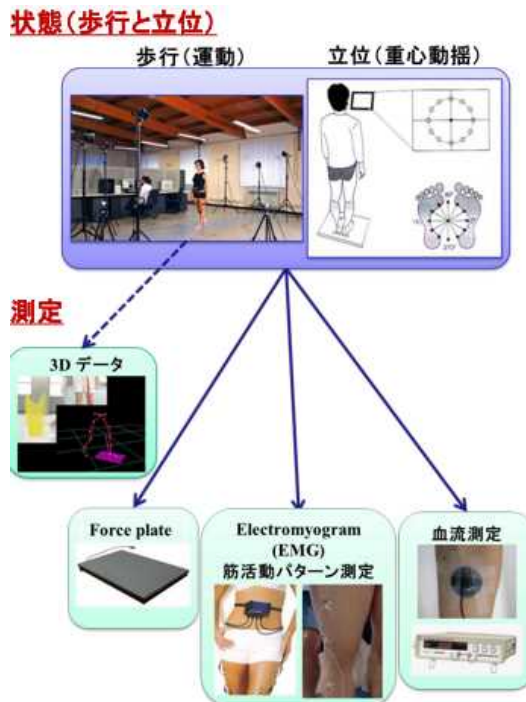 状態(歩行と立位)
歩行(運動)
立位(重心動揺)
測定
3D データ
Force plate
Electromyogram
(EMG)
筋活動パターン測定
血流測定